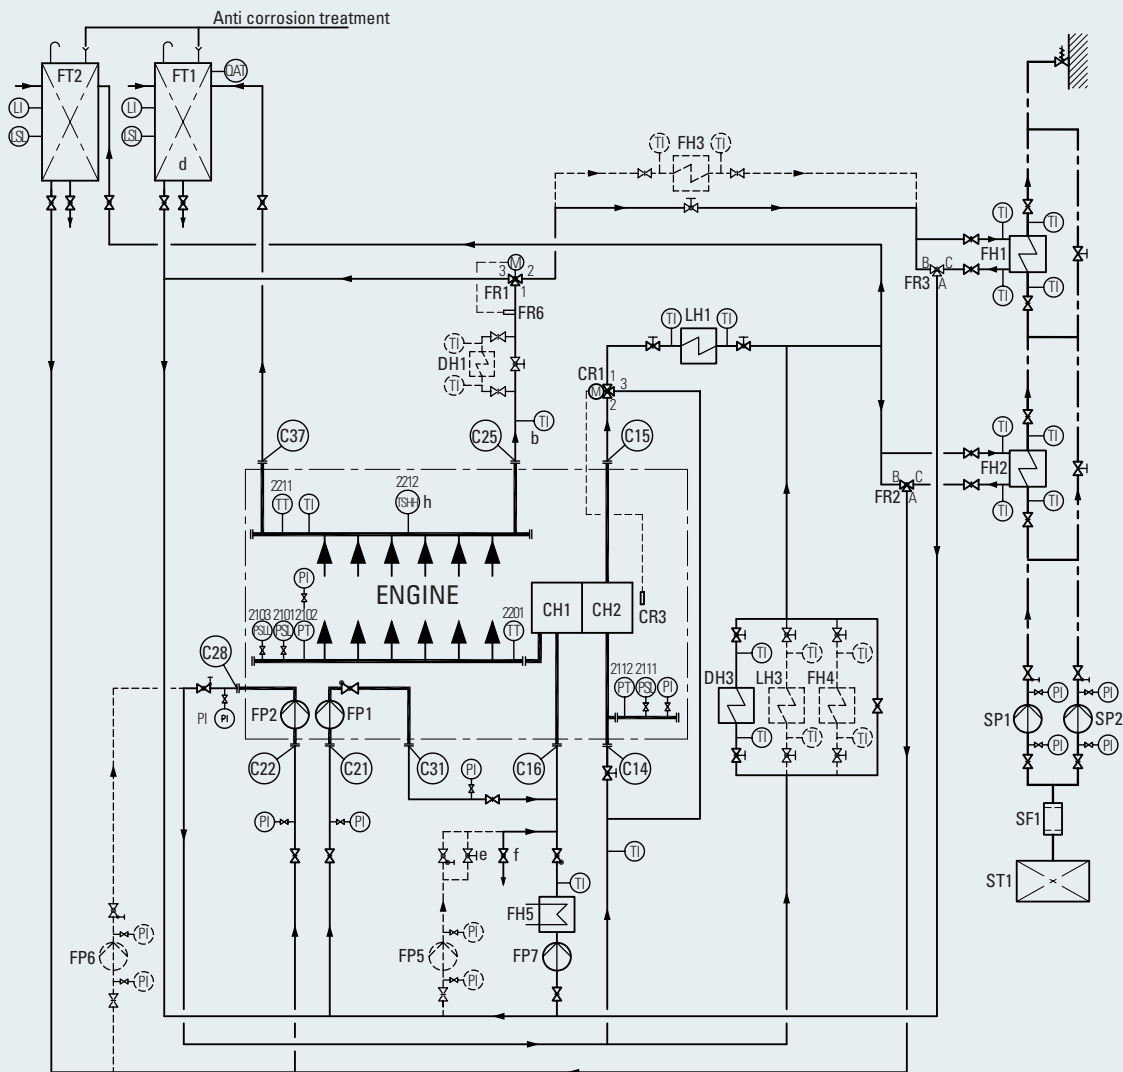 Anti corrosion treatment
FT2 FT1 QAT
LI LI
LSL LSL
d
TI FH3 TI
TI TI
FH1
B C
FR3 A
TI TI
M
3 2
FR1 1
FR6
TI
DH1
TI
TI LH1 TI
CR1 1 3
M
2
C37 C25 TI C15
b
TI TI
FH2
B C
FR2 A
TI TI
2211 2212
TT TI TSHH h
PI
ENGINE
CH1 CH2
CR3
2103 2101 2102 2201
PSLL PSL PT TT
C28
2112 2111
PT PSL PI
TI TI TI
DH3 LH3 FH4
TI TI TI
PI PI
FP2 FP1
C22 C21 C31 C16 C14
PI PI
SP1 SP2
PI PI
PI
PI PI
SF1
e f
TI
TI
ST1
FH5
PI PI
FP6 FP5 FP7
PI PI